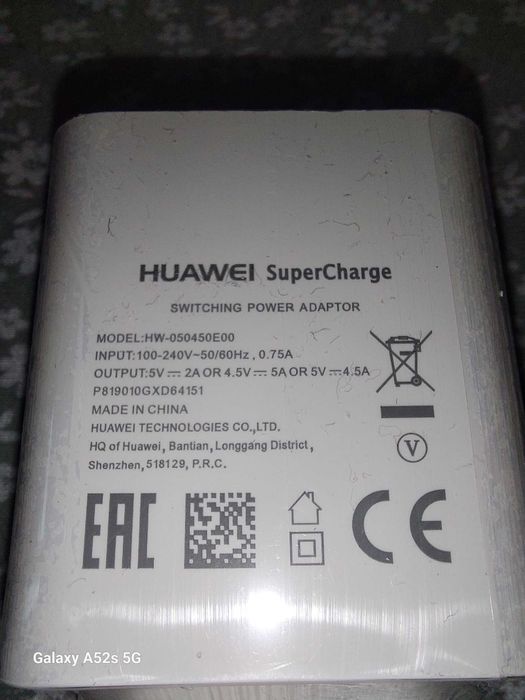 HUAWEI SuperCharge
SWITCHING POWER ADAPTOR
MODEL:HW-050450E00
INPUT:100-240V~50/60Hz, 0.75A
OUTPUT:5V⎓2A OR 4.5V⎓5A OR 5V⎓4.5A
P819010GXD64151
MADE IN CHINA
HUAWEI TECHNOLOGIES CO.,LTD.
HQ of Huawei, Bantian, Longgang District,
Shenzhen, 518129, P.R.C.
V
EAC CE
Galaxy A52s 5G